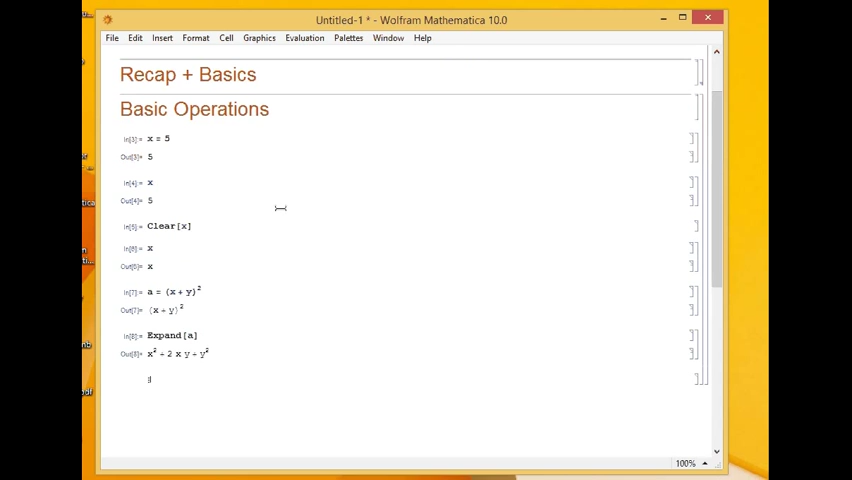 Untitled-1 * - Wolfram Mathematica 10.0
File Edit Insert Format Cell Graphics Evaluation Palettes Window Help
Recap + Basics
Basic Operations
In[3]:= x = 5
Out[3]= 5
In[4]:= x
Out[4]= 5
In[5]:= Clear[x]
In[6]:= x
Out[6]= x
In[7]:= a = (x + y)²
Out[7]= (x + y)²
In[8]:= Expand[a]
Out[8]= x² + 2 x y + y²
100%